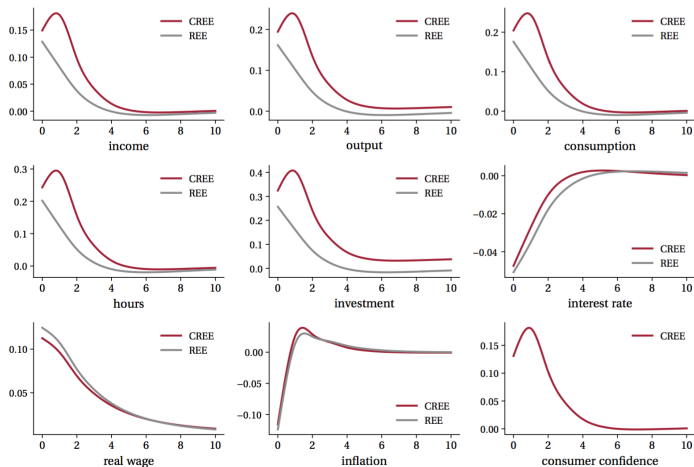 0.15
0.10
0.05
0.00
CREE
REE
0 2 4 6 8 10
income
0.2
0.1
0.0
CREE
REE
0 2 4 6 8 10
output
0.2
0.1
0.0
CREE
REE
0 2 4 6 8 10
consumption
0.3
0.2
0.1
0.0
CREE
REE
0 2 4 6 8 10
hours
0.4
0.3
0.2
0.1
0.0
CREE
REE
0 2 4 6 8 10
investment
0.00
−0.02
−0.04
CREE
REE
0 2 4 6 8 10
interest rate
0.10
0.05
CREE
REE
0 2 4 6 8 10
real wage
0.00
−0.05
−0.10
CREE
REE
0 2 4 6 8 10
inflation
0.15
0.10
0.05
0.00
CREE
0 2 4 6 8 10
consumer confidence